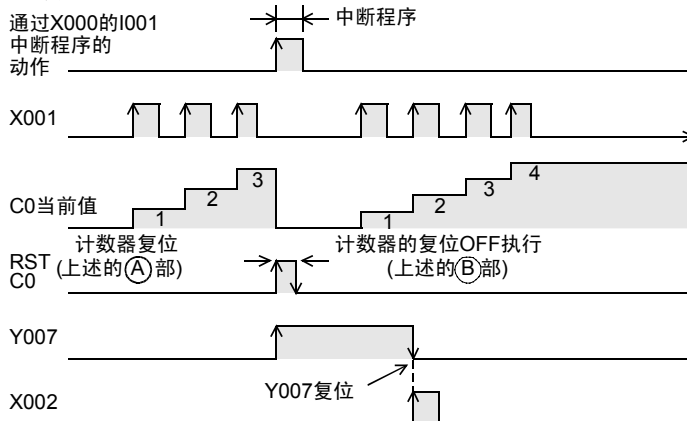 通过X000的I001
中断程序的
动作
中断程序
X001
C0当前值
1
2
3
1
2
3
4
计数器复位
(上述的Ⓐ部)
计数器的复位OFF执行
(上述的Ⓑ部)
RST
C0
Y007
Y007复位
X002